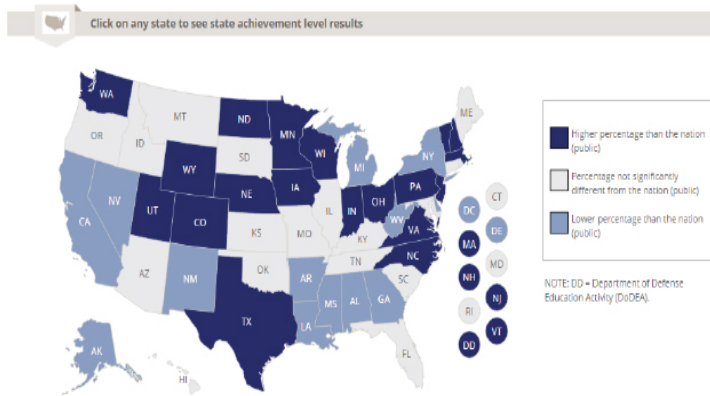 Click on any state to see state achievement level results
WA
MT
ND
ME
OR
ID
MN
SD
WI
NY
MI
WY
IA
PA
NE
NV
OH
IL
IN
UT
CO
WV
VA
CA
KS
MO
KY
NC
TN
OK
AZ
NM
AR
SC
MS
AL
GA
TX
LA
FL
AK
HI
CT
DC
DE
MA
MD
NH
NJ
RI
VT
DD
Higher percentage than the nation
(public)
Percentage not significantly
different from the nation (public)
Lower percentage than the nation
(public)
NOTE: DD = Department of Defense
Education Activity (DoDEA).